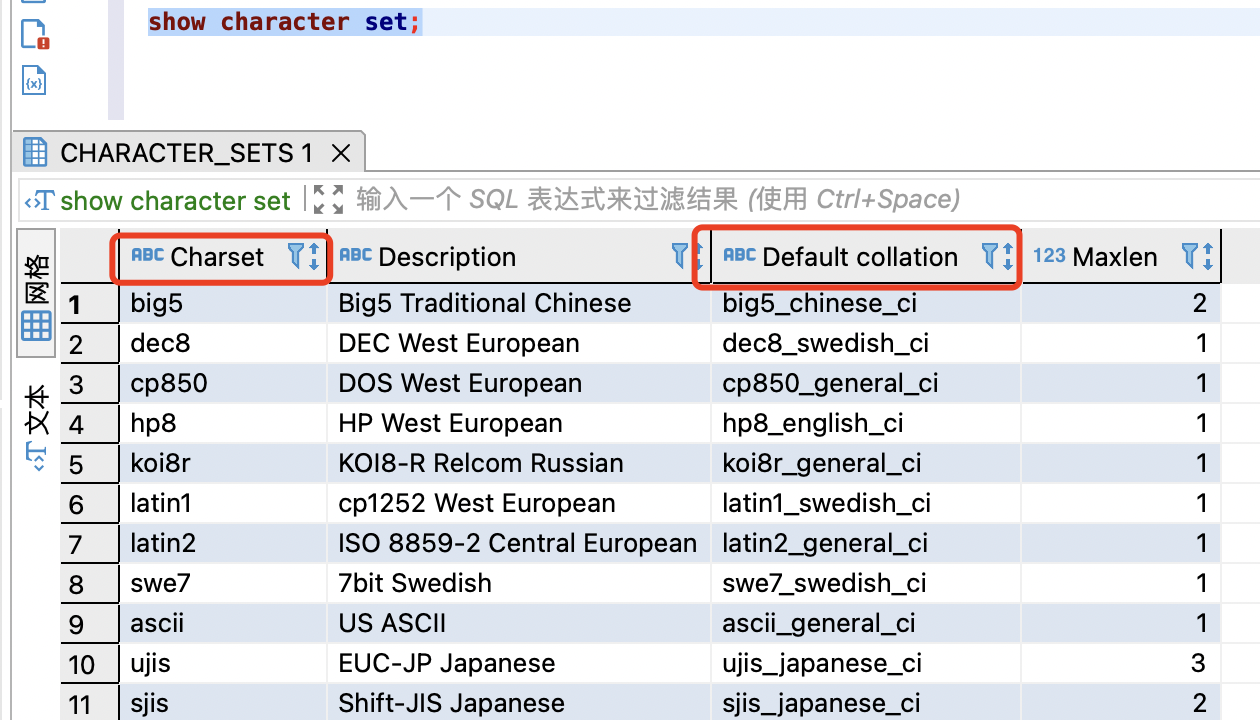 show character set;
CHARACTER_SETS 1
show character set 输入一个 SQL 表达式来过滤结果 (使用 Ctrl+Space)
网格
文本
ABC Charset ABC Description ABC Default collation 123 Maxlen
1 big5 Big5 Traditional Chinese big5_chinese_ci 2
2 dec8 DEC West European dec8_swedish_ci 1
3 cp850 DOS West European cp850_general_ci 1
4 hp8 HP West European hp8_english_ci 1
5 koi8r KOI8-R Relcom Russian koi8r_general_ci 1
6 latin1 cp1252 West European latin1_swedish_ci 1
7 latin2 ISO 8859-2 Central European latin2_general_ci 1
8 swe7 7bit Swedish swe7_swedish_ci 1
9 ascii US ASCII ascii_general_ci 1
10 ujis EUC-JP Japanese ujis_japanese_ci 3
11 sjis Shift-JIS Japanese sjis_japanese_ci 2